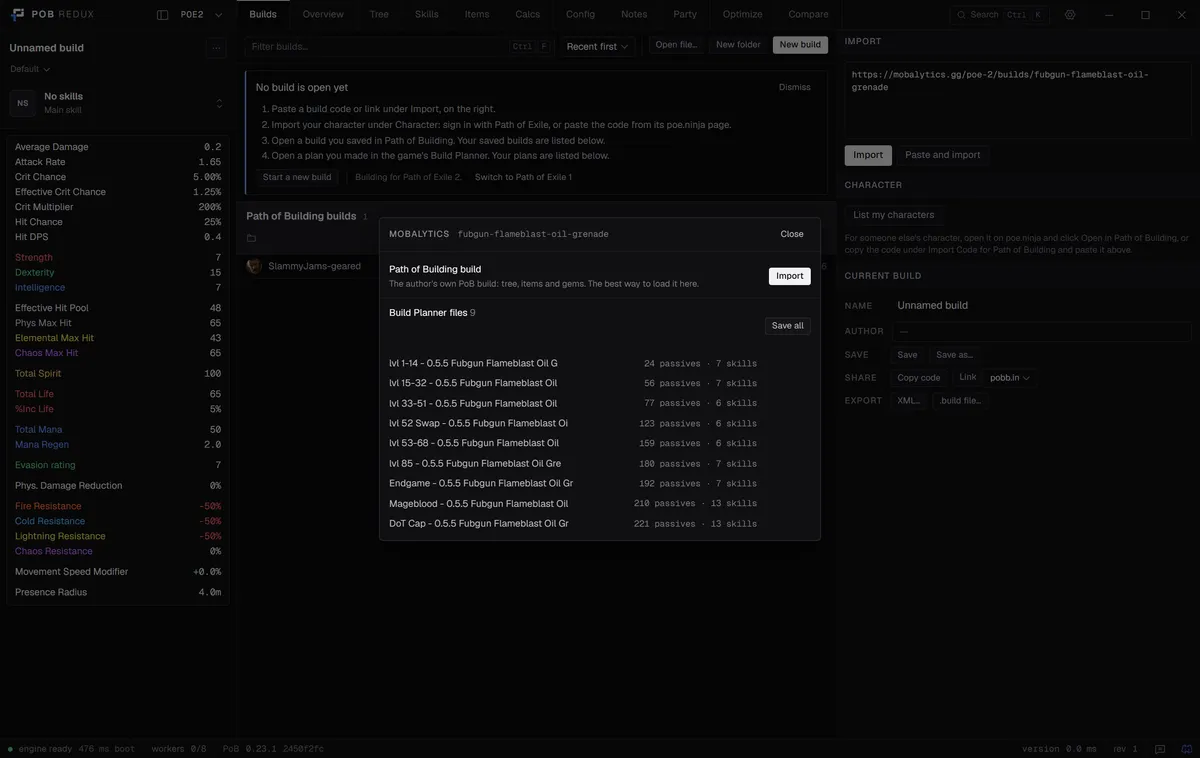 POB REDUX
POE2
Builds
Overview
Tree
Skills
Items
Calcs
Config
Notes
Party
Optimize
Compare
Search Ctrl K
Unnamed build
...
Default
NS
No skills
Main skill
Average Damage 0.2
Attack Rate 1.65
Crit Chance 5.00%
Effective Crit Chance 1.25%
Crit Multiplier 200%
Hit Chance 25%
Hit DPS 0.4
Strength 7
Dexterity 15
Intelligence 7
Effective Hit Pool 48
Phys Max Hit 65
Elemental Max Hit 43
Chaos Max Hit 65
Total Spirit 100
Total Life 65
%Inc Life 5%
Total Mana 50
Mana Regen 2.0
Evasion rating 7
Phys. Damage Reduction 0%
Fire Resistance -50%
Cold Resistance -50%
Lightning Resistance -50%
Chaos Resistance 0%
Movement Speed Modifier +0.0%
Presence Radius 4.0m
Filter builds... Ctrl F
Recent first
Open file...
New folder
New build
No build is open yet
Dismiss
1. Paste a build code or link under Import, on the right.
2. Import your character under Character: sign in with Path of Exile, or paste the code from its poe.ninja page.
3. Open a build you saved in Path of Building. Your saved builds are listed below.
4. Open a plan you made in the game's Build Planner. Your plans are listed below.
Start a new build
Building for Path of Exile 2.
Switch to Path of Exile 1
Path of Building builds 1
SlammyJams-geared
6
MOBALYTICS fubgun-flameblast-oil-grenade
Close
Path of Building build
The author's own PoB build: tree, items and gems. The best way to load it here.
Import
Build Planner files 9
Save all
lvl 1-14 - 0.5.5 Fubgun Flameblast Oil G 24 passives · 7 skills
lvl 15-32 - 0.5.5 Fubgun Flameblast Oil 56 passives · 7 skills
lvl 33-51 - 0.5.5 Fubgun Flameblast Oil 77 passives · 6 skills
lvl 52 Swap - 0.5.5 Fubgun Flameblast Oi 123 passives · 6 skills
lvl 53-68 - 0.5.5 Fubgun Flameblast Oil 159 passives · 6 skills
lvl 85 - 0.5.5 Fubgun Flameblast Oil Gre 180 passives · 7 skills
Endgame - 0.5.5 Fubgun Flameblast Oil Gr 192 passives · 7 skills
Mageblood - 0.5.5 Fubgun Flameblast Oil 210 passives · 13 skills
DoT Cap - 0.5.5 Fubgun Flameblast Oil Gr 221 passives · 13 skills
IMPORT
https://mobalytics.gg/poe-2/builds/fubgun-flameblast-oil-
grenade
Import
Paste and import
CHARACTER
List my characters
For someone else's character, open it on poe.ninja and click Open in Path of Building, or
copy the code under Import Code for Path of Building and paste it above.
CURRENT BUILD
NAME Unnamed build
AUTHOR —
SAVE Save Save as...
SHARE Copy code Link pobb.in
EXPORT XML... .build file...
engine ready 476 ms boot workers 0/8 PoB 0.23.1 2450f2fc
version 0.0 ms rev 1